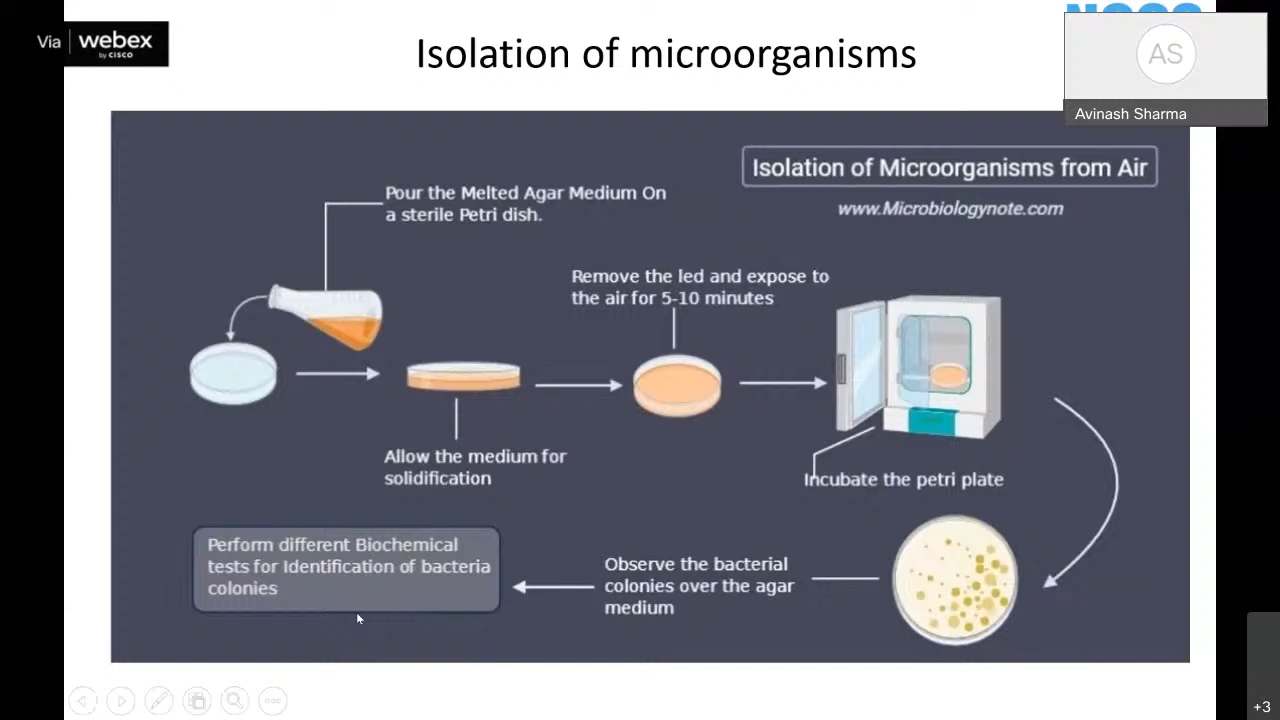 Via webex
by CISCO
Isolation of microorganisms
AS
Avinash Sharma
Isolation of Microorganisms from Air
www.Microbiologynote.com
Pour the Melted Agar Medium On
a sterile Petri dish.
Remove the led and expose to
the air for 5-10 minutes
Allow the medium for
solidification
Incubate the petri plate
Perform different Biochemical
tests for Identification of bacteria
colonies
Observe the bacterial
colonies over the agar
medium
+3